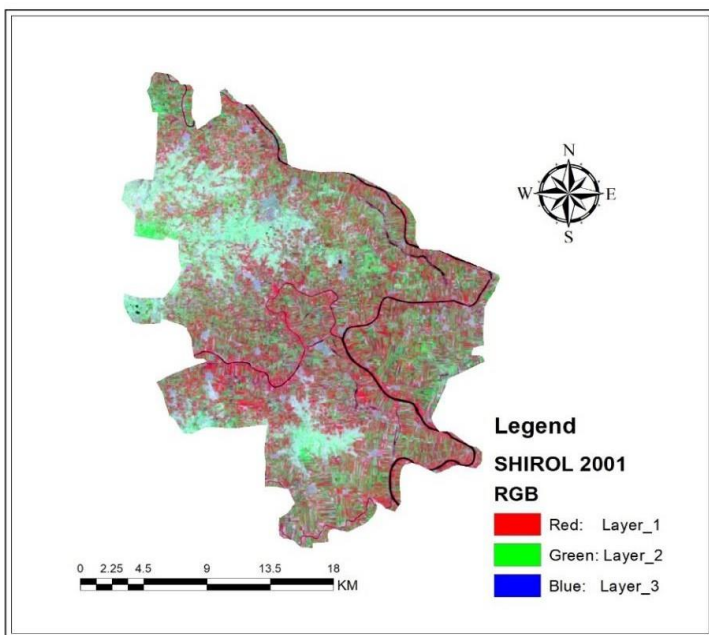 N
W E
S
Legend
SHIROL 2001
RGB
Red: Layer_1
Green: Layer_2
Blue: Layer_3
0 2.25 4.5 9 13.5 18
KM